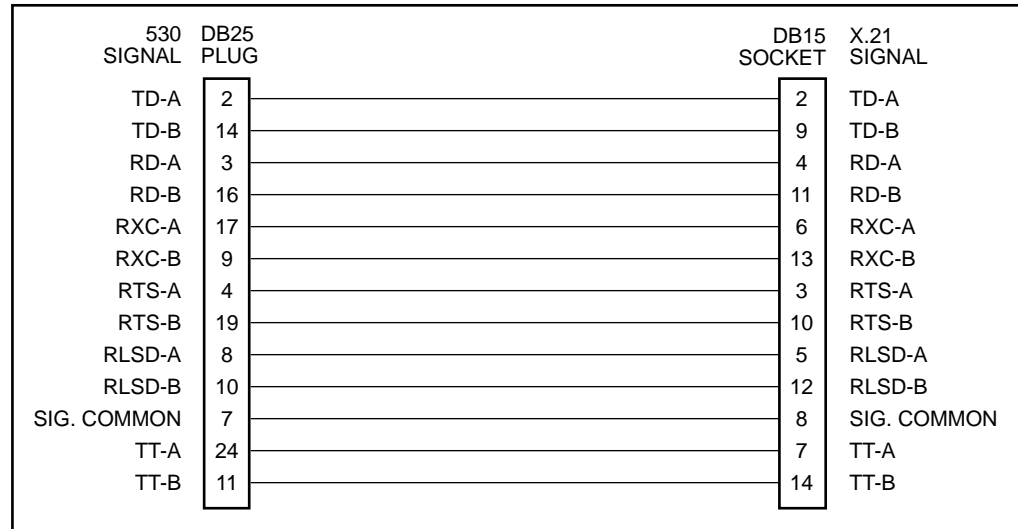 530 DB25 DB15 X.21
SIGNAL PLUG SOCKET SIGNAL
TD-A 2 2 TD-A
TD-B 14 9 TD-B
RD-A 3 4 RD-A
RD-B 16 11 RD-B
RXC-A 17 6 RXC-A
RXC-B 9 13 RXC-B
RTS-A 4 3 RTS-A
RTS-B 19 10 RTS-B
RLSD-A 8 5 RLSD-A
RLSD-B 10 12 RLSD-B
SIG. COMMON 7 8 SIG. COMMON
TT-A 24 7 TT-A
TT-B 11 14 TT-B